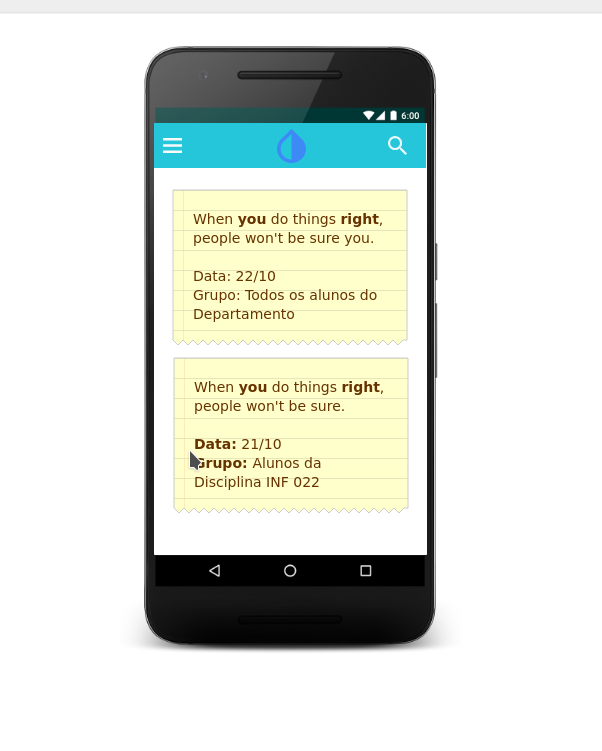 6:00
When you do things right,
people won't be sure you.
Data: 22/10
Grupo: Todos os alunos do
Departamento
When you do things right,
people won't be sure.
Data: 21/10
Grupo: Alunos da
Disciplina INF 022